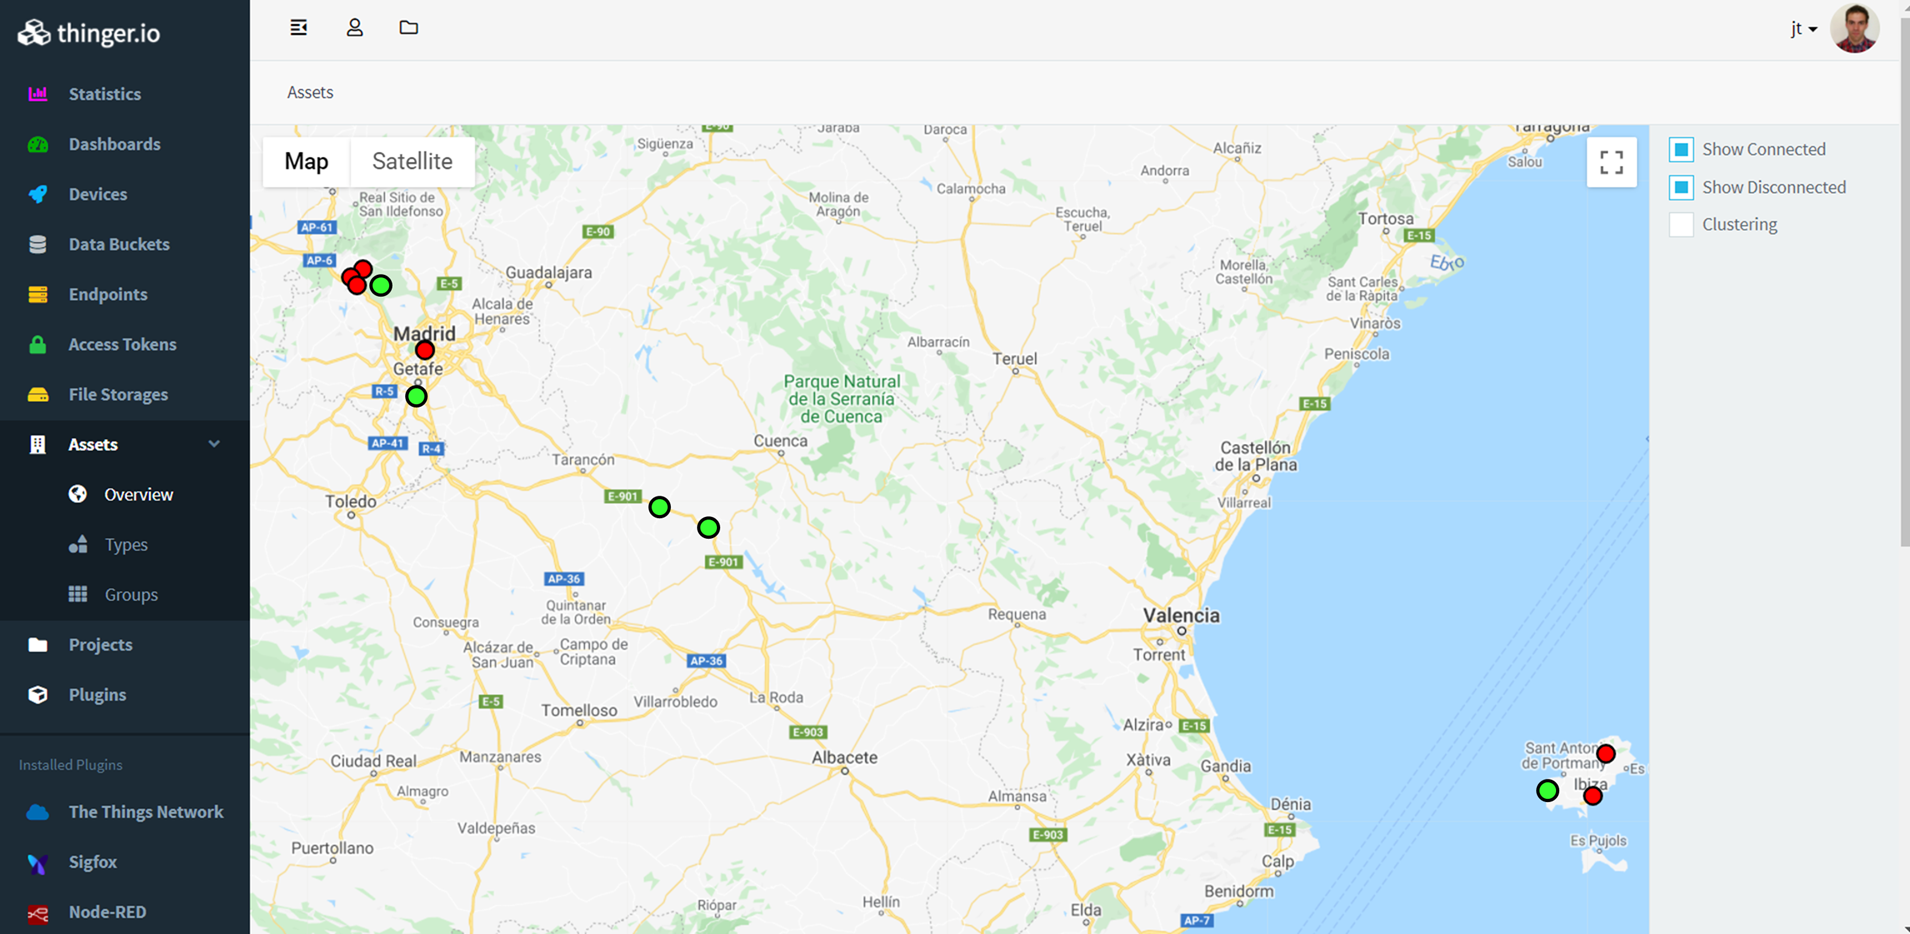 thinger.io
jt
Statistics
Dashboards
Devices
Data Buckets
Endpoints
Access Tokens
File Storages
Assets
Overview
Types
Groups
Projects
Plugins
Installed Plugins
The Things Network
Sigfox
Node-RED
Assets
Map
Satellite
Show Connected
Show Disconnected
Clustering
E-90
Jaraba
Daroca
Tarragona
Sigüenza
Alcañiz
Salou
Andorra
Real Sitio de
San Ildefonso
Calamocha
Molina de
Aragón
Escucha,
Teruel
Tortosa
AP-61
E-90
E-15
AP-6
Ebro
Guadalajara
Morella,
Castellón
E-5
Sant Carles
de la Ràpita
Alcalá de
Henares
Vinaròs
Madrid
Albarracín
Peniscola
Teruel
Getafe
Parque Natural
de la Serranía
de Cuenca
R-5
E-15
AP-41
R-4
Cuenca
Castellón
de la Plana
Tarancón
E-901
Toledo
Villarreal
E-901
AP-36
Quintanar
de la Orden
Requena
Valencia
Consuegra
Alcázar de
San Juan
Campo de
Criptana
Torrent
AP-36
E-5
Villarrobledo
La Roda
Tomelloso
Alzira
E-15
E-903
Ciudad Real
Manzanares
Albacete
Xàtiva
Gandia
Sant Anton
de Portmany
Es
Ibiza
Almagro
Almansa
Dénia
Valdepeñas
E-903
E-15
Puertollano
Es Pujols
Calp
Benidorm
Riópar
Hellín
Elda
AP-7